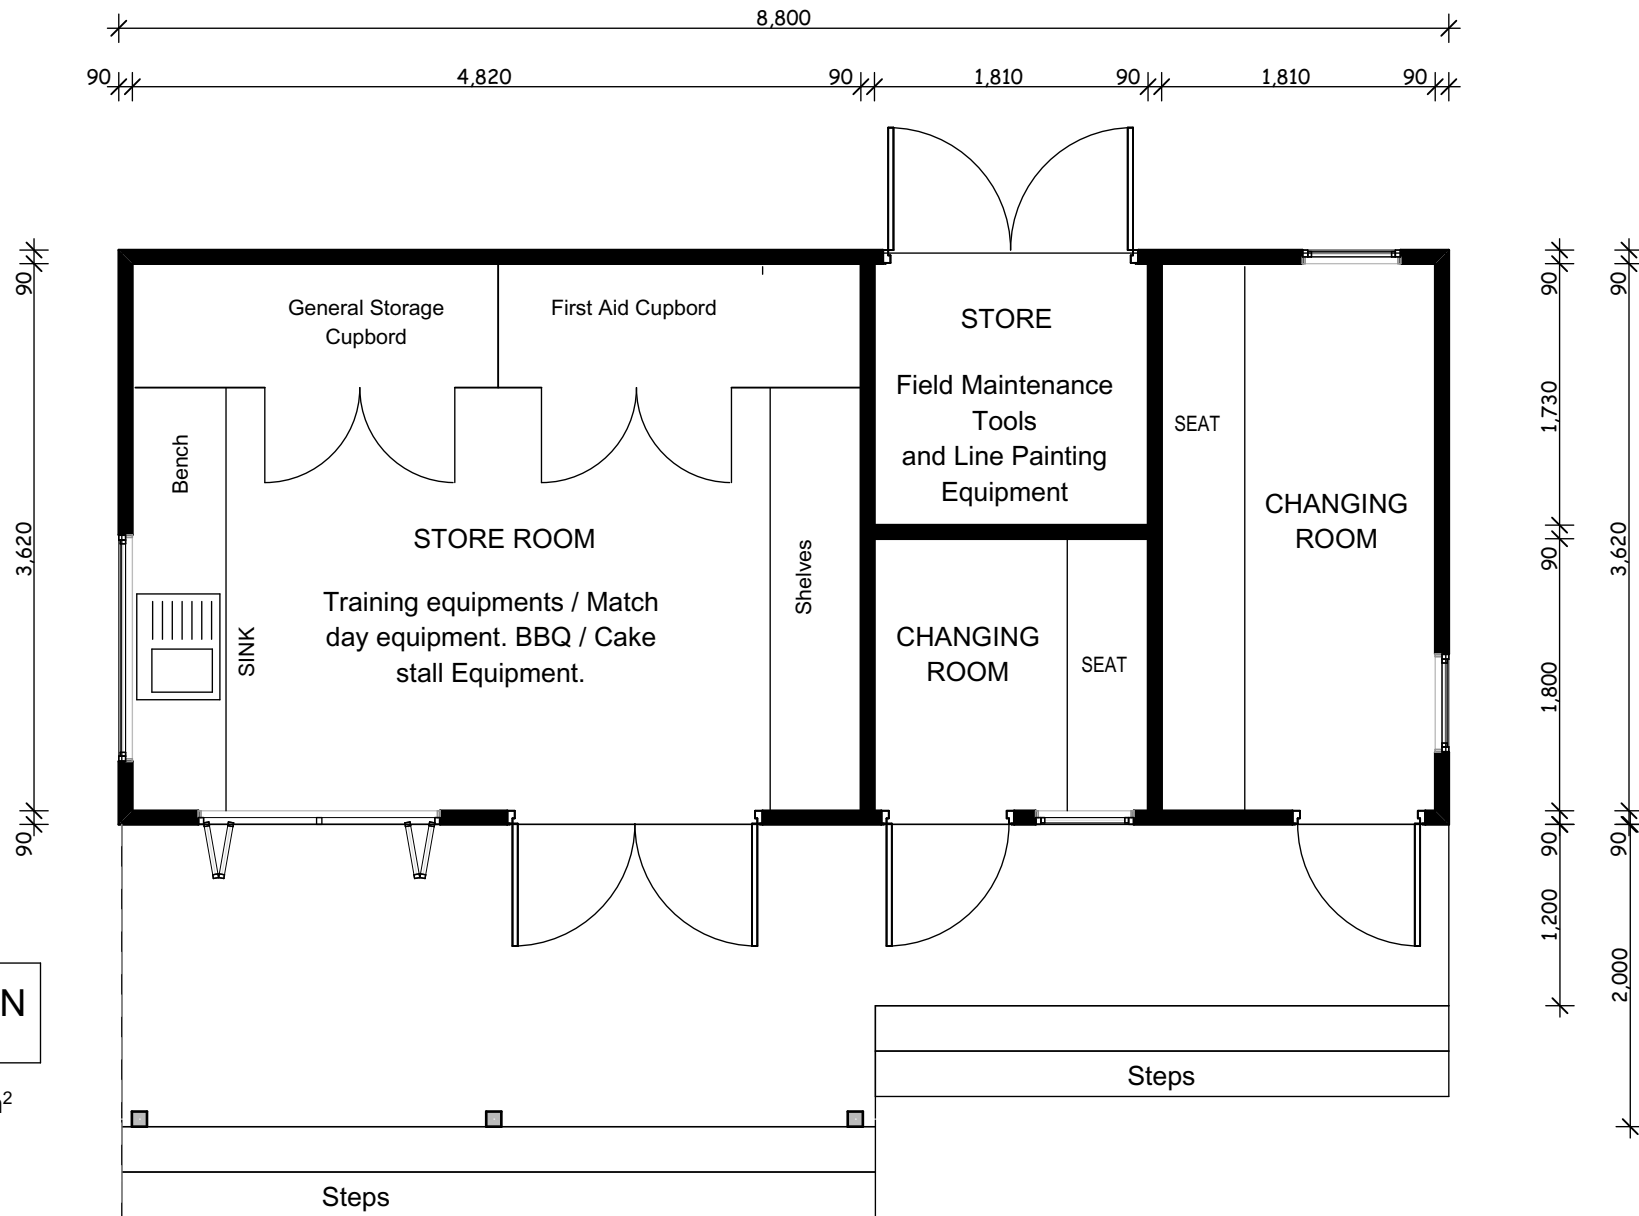 8,800
90
4,820
90
1,810
90
1,810
90
General Storage
Cupbord
First Aid Cupbord
STORE
Field Maintenance
Tools
and Line Painting
Equipment
Bench
SINK
STORE ROOM
Training equipments / Match
day equipment. BBQ / Cake
stall Equipment.
Shelves
CHANGING
ROOM
SEAT
SEAT
CHANGING
ROOM
90
3,620
90
90
1,730
90
1,800
90
1,200
90
3,620
90
2,000
N
m²
Steps
Steps